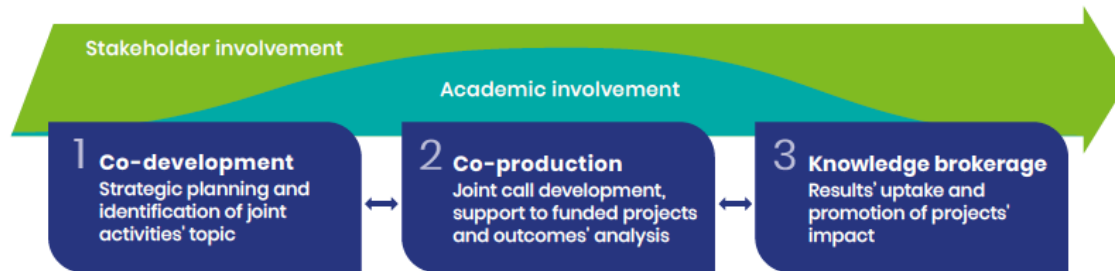 Stakeholder involvement
Academic involvement
1 Co-development
Strategic planning and
identification of joint
activities' topic
2 Co-production
Joint call development,
support to funded projects
and outcomes' analysis
3 Knowledge brokerage
Results' uptake and
promotion of projects'
impact